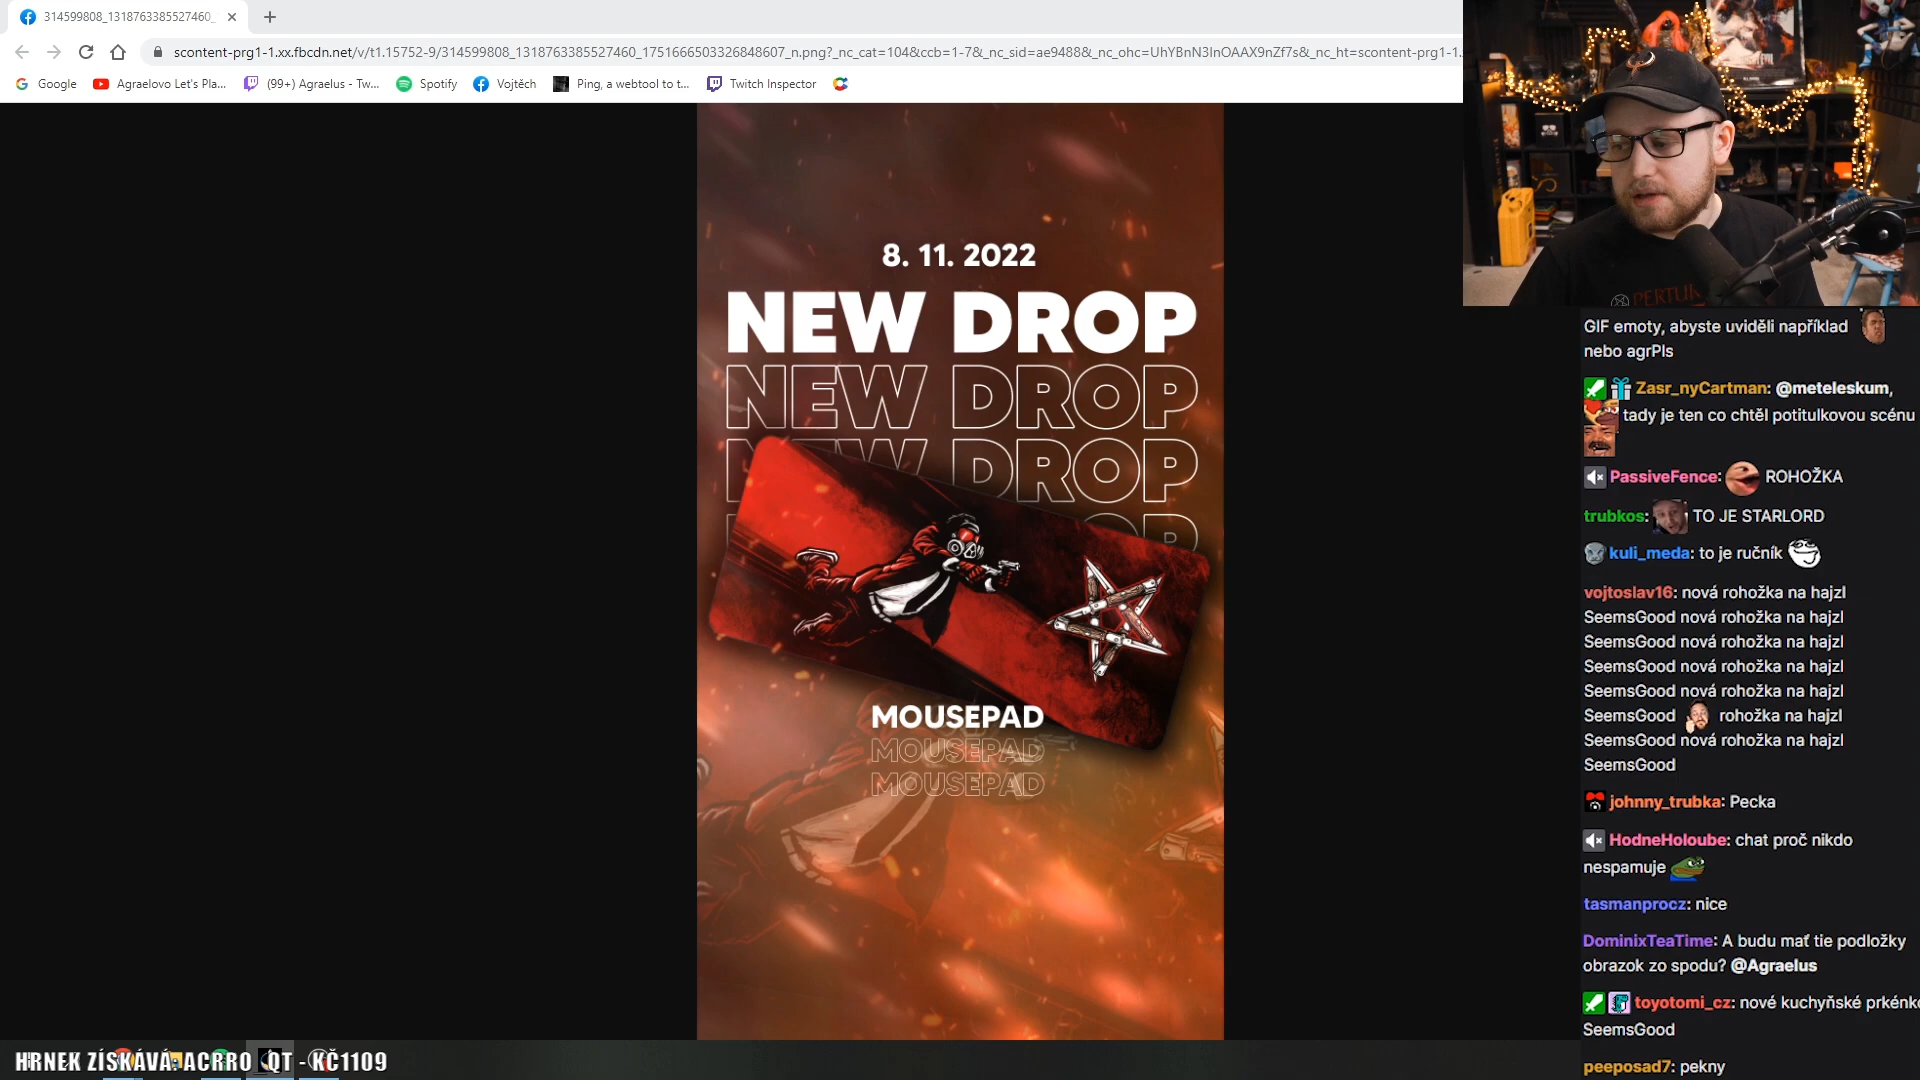 314599808_1318763385527460_
scontent-prg1-1.xx.fbcdn.net/v/t1.15752-9/314599808_1318763385527460_1751666503326848607_n.png?_nc_cat=104&ccb=1-7&_nc_sid=ae9488&_nc_ohc=UhYBnN3InOAAX9nZf7s&_nc_ht=scontent-prg1-1.
Google
Agraelovo Let's Pla...
(99+) Agraelus - Tw...
Spotify
Vojtěch
Ping, a webtool to t...
Twitch Inspector
8. 11. 2022
NEW DROP
NEW DROP
NEW DROP
MOUSEPAD
MOUSEPAD
MOUSEPAD
GIF emoty, abyste uviděli například
nebo agrPls
Zasr_nyCartman: @meteleskum,
tady je ten co chtěl potitulkovou scénu
PassiveFence: ROHOŽKA
trubkos: TO JE STARLORD
kuli_meda: to je ručník
vojtoslav16: nová rohožka na hajzl
SeemsGood nová rohožka na hajzl
SeemsGood nová rohožka na hajzl
SeemsGood nová rohožka na hajzl
SeemsGood nová rohožka na hajzl
SeemsGood rohožka na hajzl
SeemsGood nová rohožka na hajzl
SeemsGood
johnny_trubka: Pecka
HodneHoloube: chat proč nikdo
nespamuje
tasmanprocz: nice
DominixTeaTime: A budu mať tie podložky
obrazok zo spodu? @Agraelus
toyotomi_cz: nové kuchyňské prkénko
SeemsGood
peeposad7: pekny
HRNEK ZÍSKÁVÁ: ACRRO_QT - KČ1109